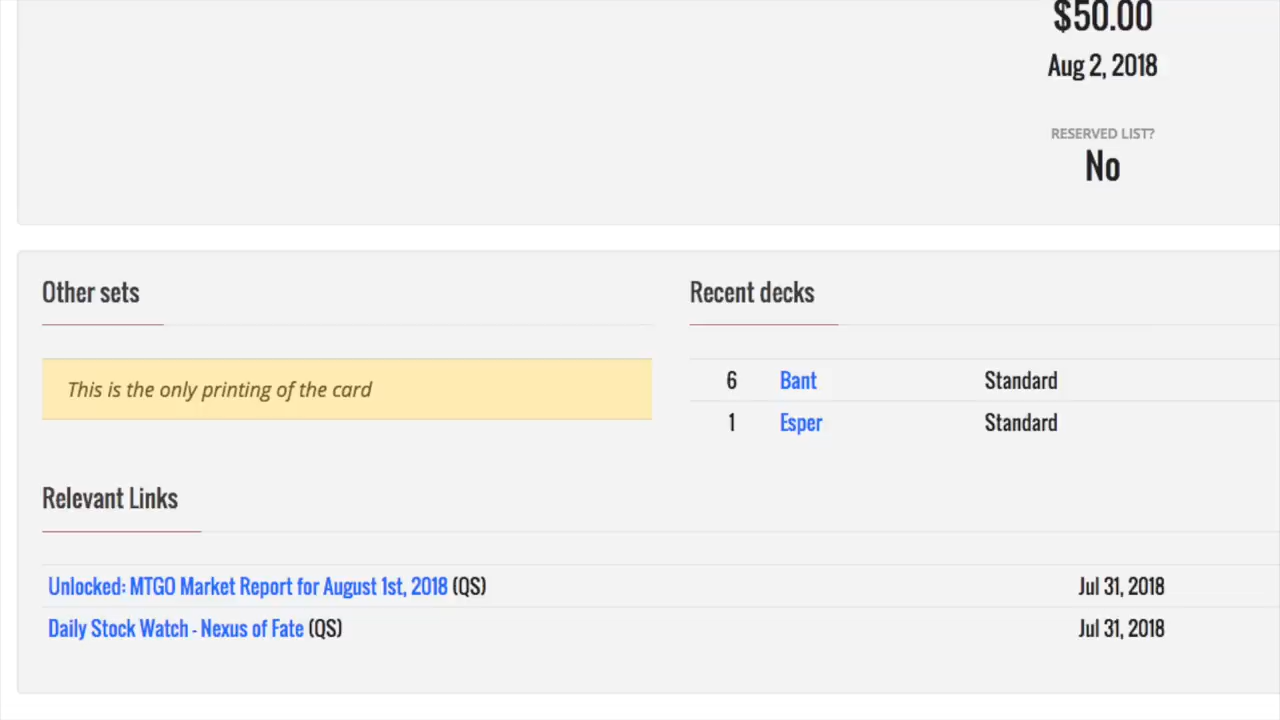 $50.00
Aug 2, 2018
RESERVED LIST?
No
Other sets
This is the only printing of the card
Recent decks
6 Bant Standard
1 Esper Standard
Relevant Links
Unlocked: MTGO Market Report for August 1st, 2018 (QS) Jul 31, 2018
Daily Stock Watch - Nexus of Fate (QS) Jul 31, 2018